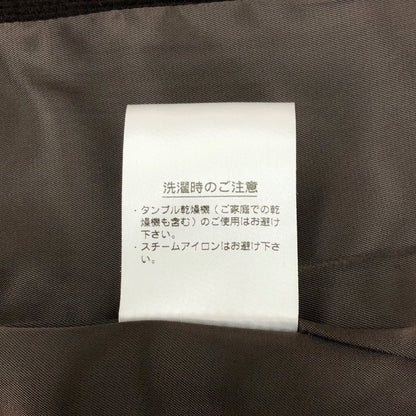 洗濯時のご注意
・タンブル乾燥機（ご家庭での乾
燥機も含む）のご使用はお避け
下さい。
・スチームアイロンはお避け下さ
い。